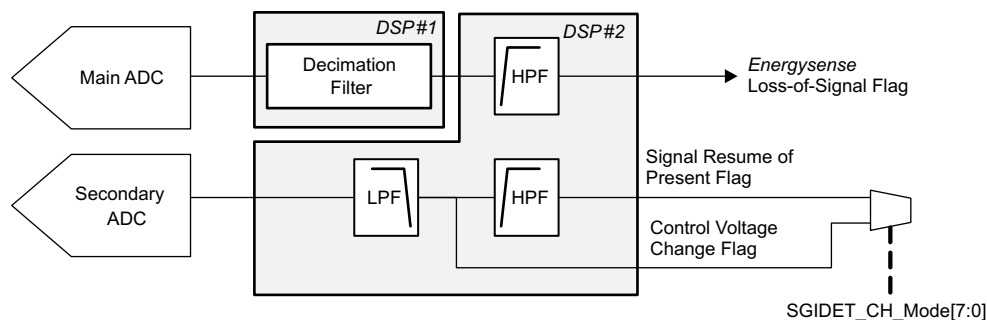 DSP#1
DSP#2
Main ADC
Decimation
Filter
HPF
Energysense
Loss-of-Signal Flag
Secondary
ADC
LPF
HPF
Signal Resume of
Present Flag
Control Voltage
Change Flag
SGIDET_CH_Mode[7:0]